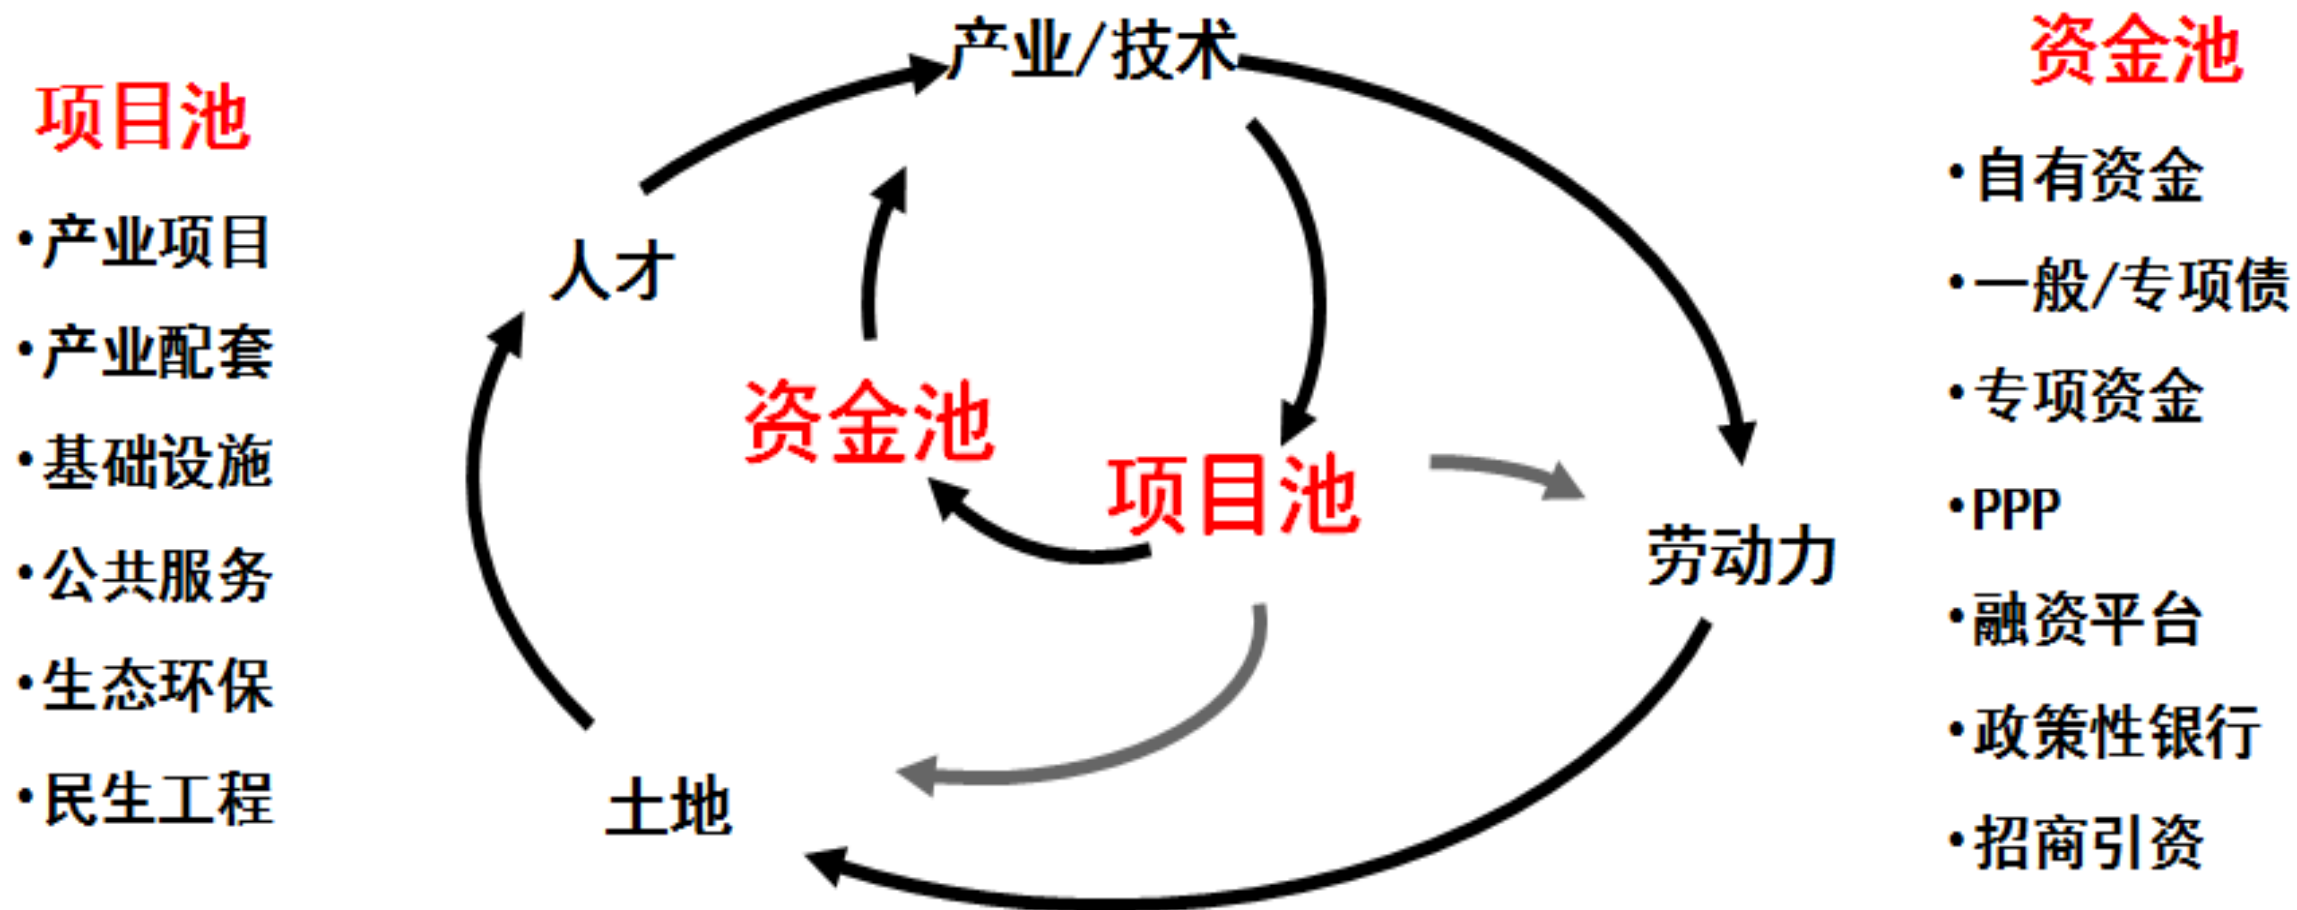 项目池
•产业项目
•产业配套
•基础设施
•公共服务
•生态环保
•民生工程
产业/技术
人才
资金池
项目池
劳动力
土地
资金池
•自有资金
•一般/专项债
•专项资金
•PPP
•融资平台
•政策性银行
•招商引资